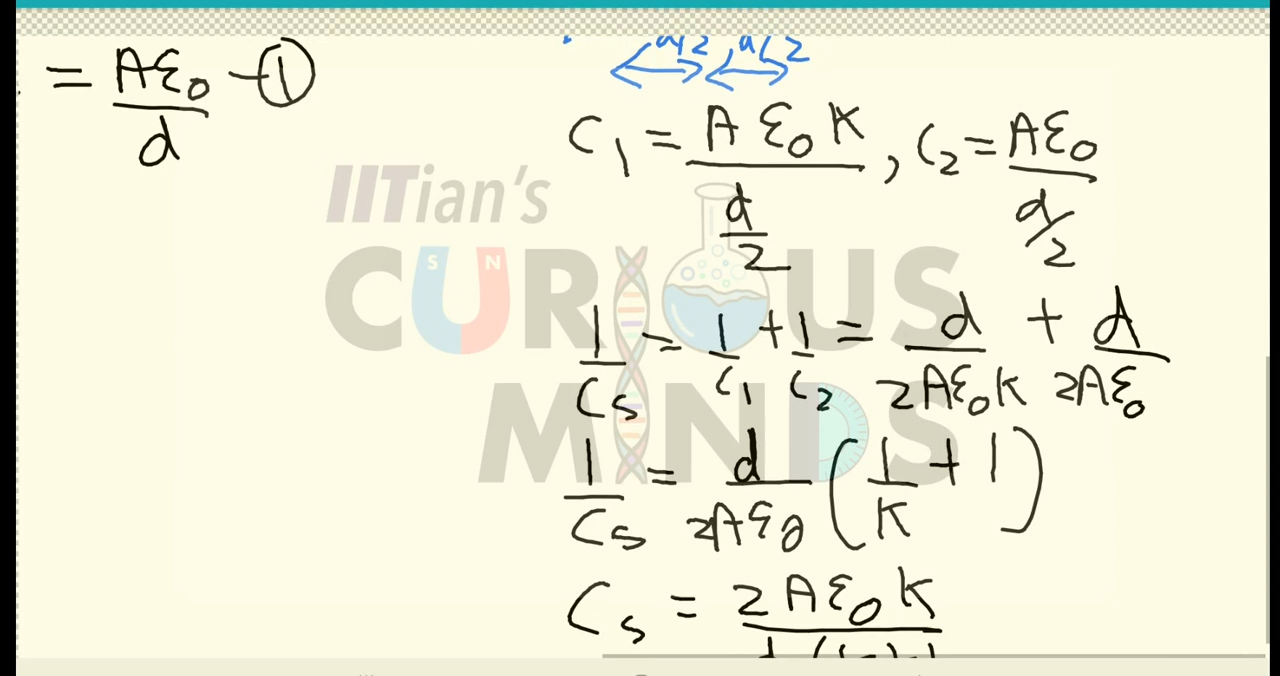 = Aε₀/d —①
d/2 d/2
C₁ = Aε₀K/(d/2), C₂ = Aε₀/(d/2)
IITian's
CURIOUS
S N
MINDS
1/Cs = 1/C₁ + 1/C₂ = d/(2Aε₀K) + d/(2Aε₀)
1/Cs = d/(2Aε₀) (1/K + 1)
Cs = 2Aε₀K